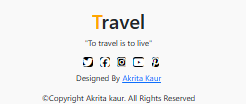 Travel
"To travel is to live"
Designed By Akrita Kaur
©Copyright Akrita kaur. All Rights Reserved